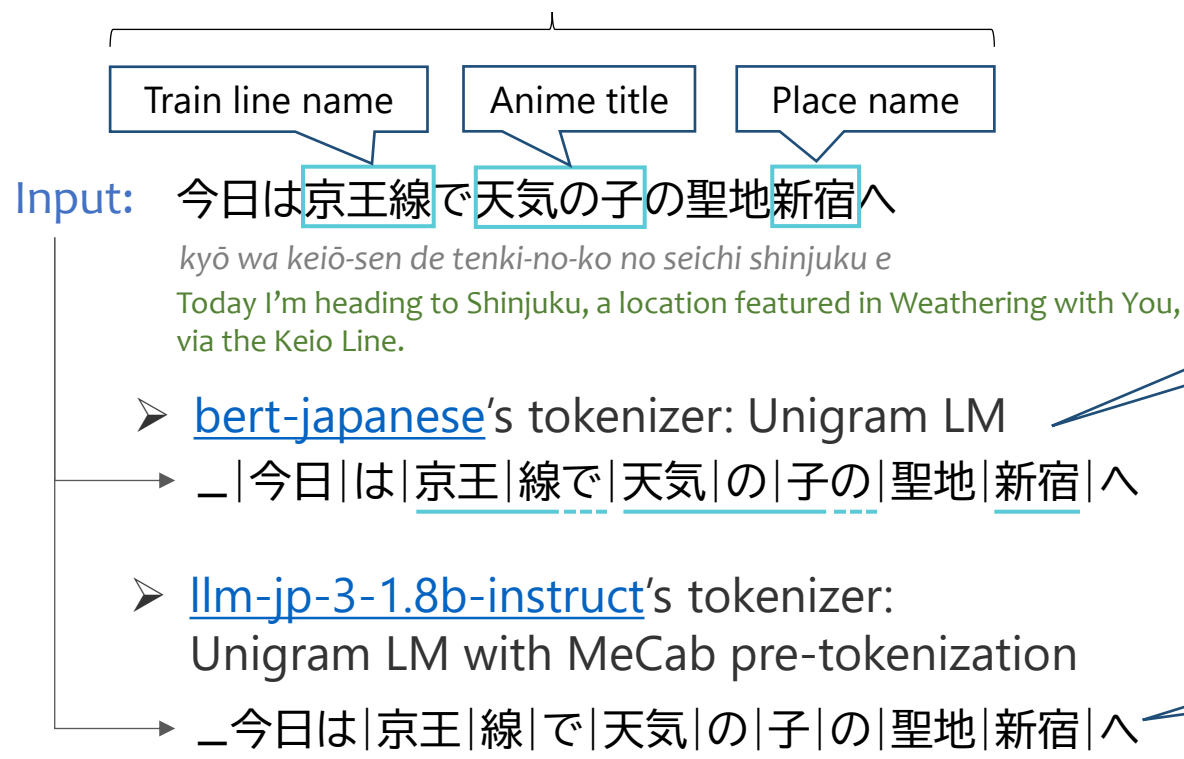 Train line name
Anime title
Place name
Input: 今日は京王線で天気の子の聖地新宿へ
kyō wa keiō-sen de tenki-no-ko no seichi shinjuku e
Today I'm heading to Shinjuku, a location featured in Weathering with You,
via the Keio Line.
➤ bert-japanese's tokenizer: Unigram LM
_|今日|は|京王|線で|天気|の|子の|聖地|新宿|へ
➤ llm-jp-3-1.8b-instruct's tokenizer:
Unigram LM with MeCab pre-tokenization
_今日は|京王|線|で|天気|の|子|の|聖地|新宿|へ